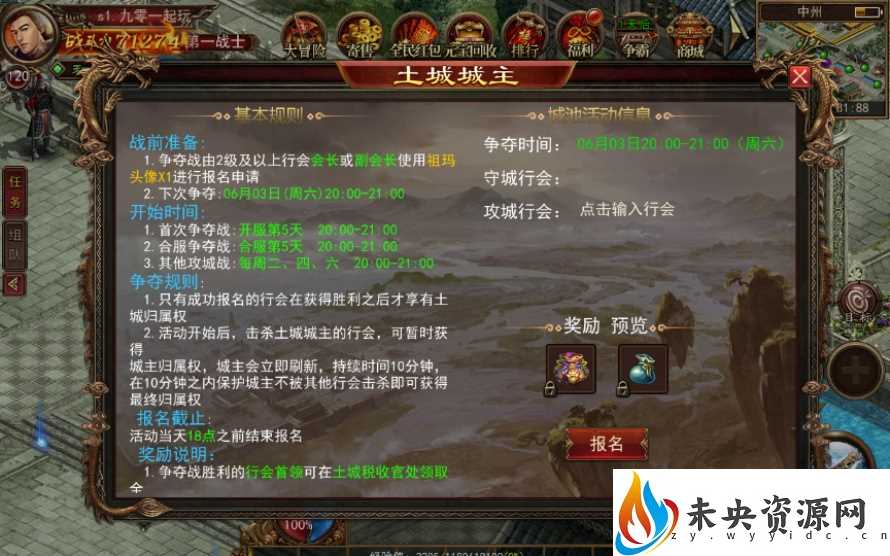 s1.九零一起玩
战斗力71274
第一战士
大冒险
寄售
全民红包
元宝回收
排行
福利
争霸
商城
中州
120
土城城主
31:88
基本规则
城池活动信息
战前准备:
1.争夺战由2级及以上行会会长或副会长使用祖玛
头像X1进行报名申请
2.下次争夺:06月03日(周六)20:00-21:00
开始时间:
1.首次争夺战:开服第5天 20:00-21:00
2.合服争夺战:合服第5天 20:00-21:00
3.其他攻城战:每周二、四、六 20:00-21:00
争夺规则:
1.只有成功报名的行会在获得胜利之后才享有土
城归属权
2.活动开始后,击杀土城城主的行会,可暂时获
得
城主归属权,城主会立即刷新,持续时间10分钟,
在10分钟之内保护城主不被其他行会击杀即可获得
最终归属权
报名截止:
活动当天18点之前结束报名
奖励说明:
1.争夺战胜利的行会首领可在土城税收官处领取
争夺时间: 06月03日20:00-21:00 (周六)
守城行会:
攻城行会: 点击输入行会
奖励 预览
报名
任务
组队
目标
100%
未央资源网
zy.wyyidc.cn